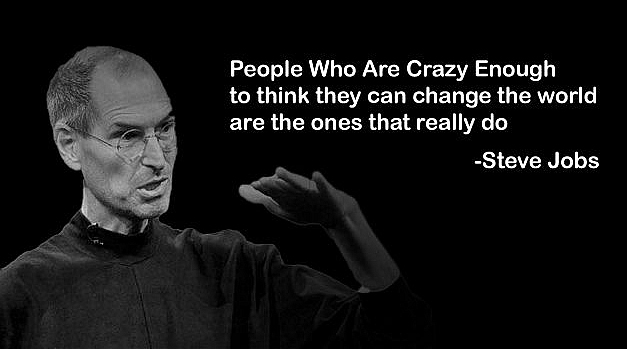 People Who Are Crazy Enough
to think they can change the world
are the ones that really do
-Steve Jobs